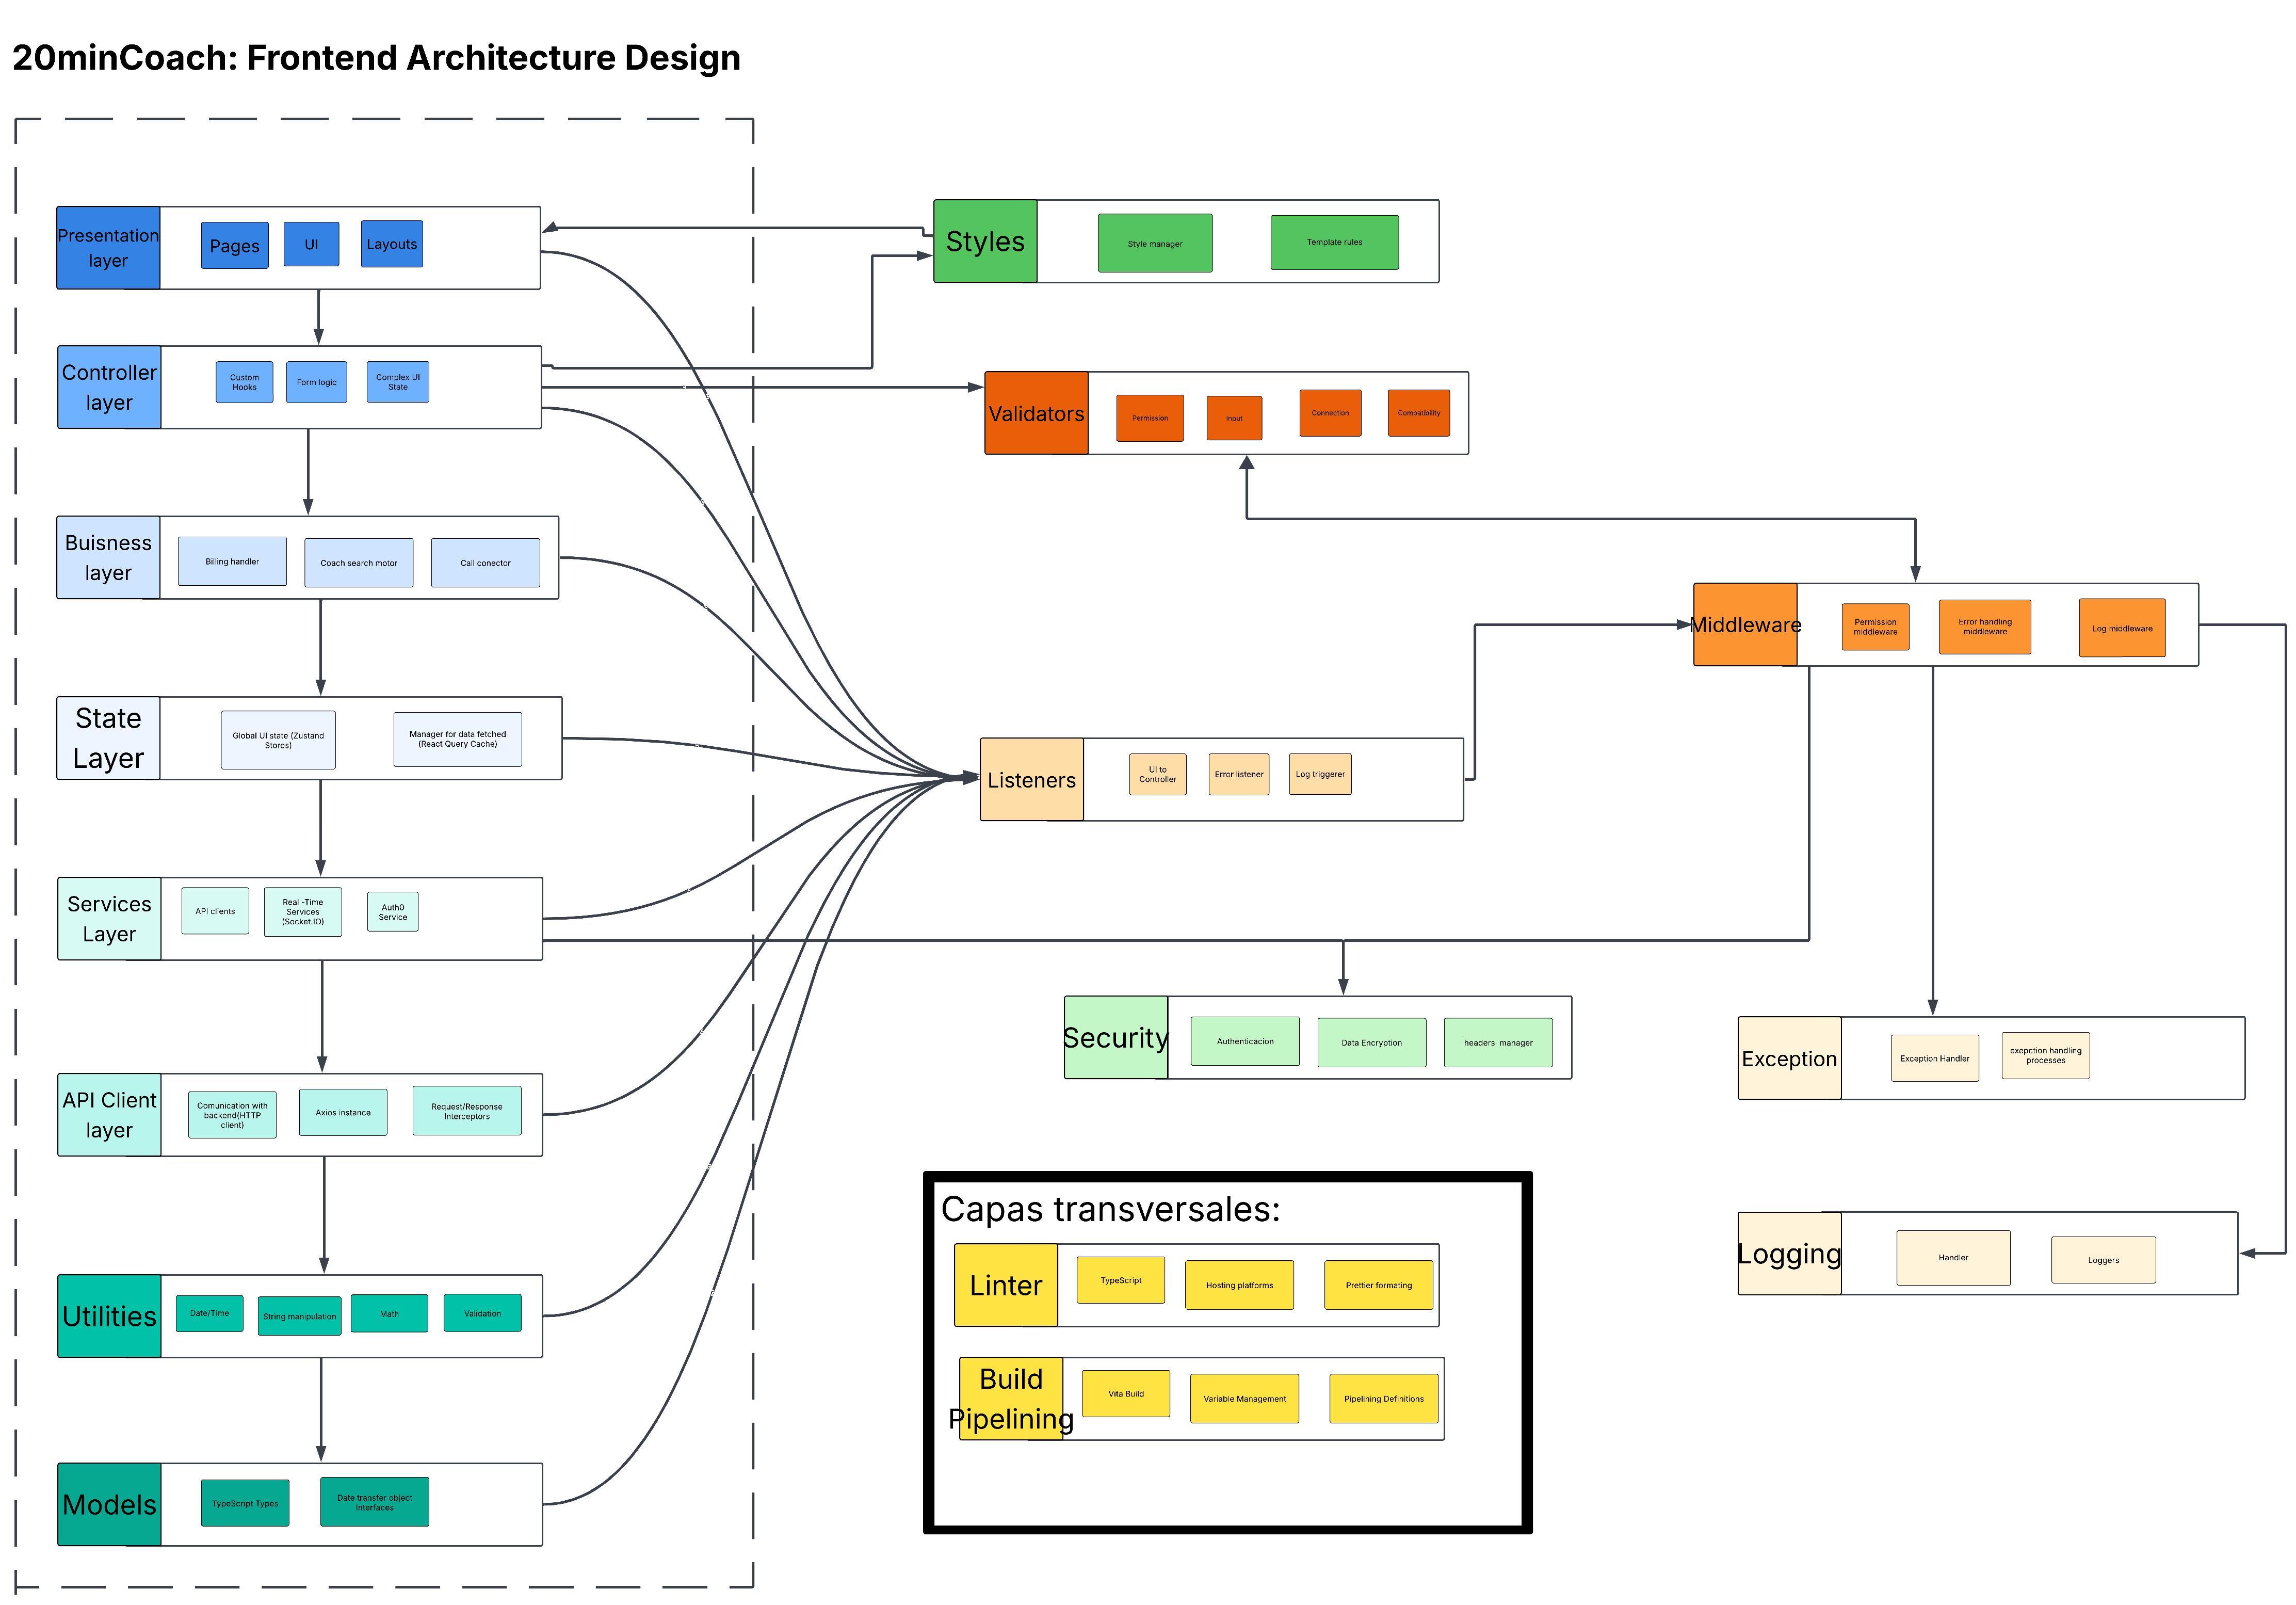 20minCoach: Frontend Architecture Design
Presentation
layer
Pages
UI
Layouts
Styles
Style manager
Template rules
Controller
layer
Custom
Hooks
Form logic
Complex UI
State
Validators
Permission
Input
Connection
Compatibility
Buisness
layer
Billing handler
Coach search motor
Call conector
Middleware
Permission
middleware
Error handling
middleware
Log middleware
State
Layer
Global UI state (Zustand
Stores)
Manager for data fetched
(React Query Cache)
Listeners
UI to
Controller
Error listener
Log triggerer
Services
Layer
API clients
Real -Time
Services
(Socket.IO)
Auth0
Service
Security
Authenticacion
Data Encryption
headers  manager
Exception
Exception Handler
exepction handling
processes
API Client
layer
Comunication with
backend(HTTP
client)
Axios instance
Request/Response
Interceptors
Capas transversales:
Linter
TypeScript
Hosting platforms
Prettier formating
Build
Pipelining
Vita Build
Variable Management
Pipelining Definitions
Logging
Handler
Loggers
Utilities
Date/Time
String manipulation
Math
Validation
Models
TypeScript Types
Date transfer object
Interfaces